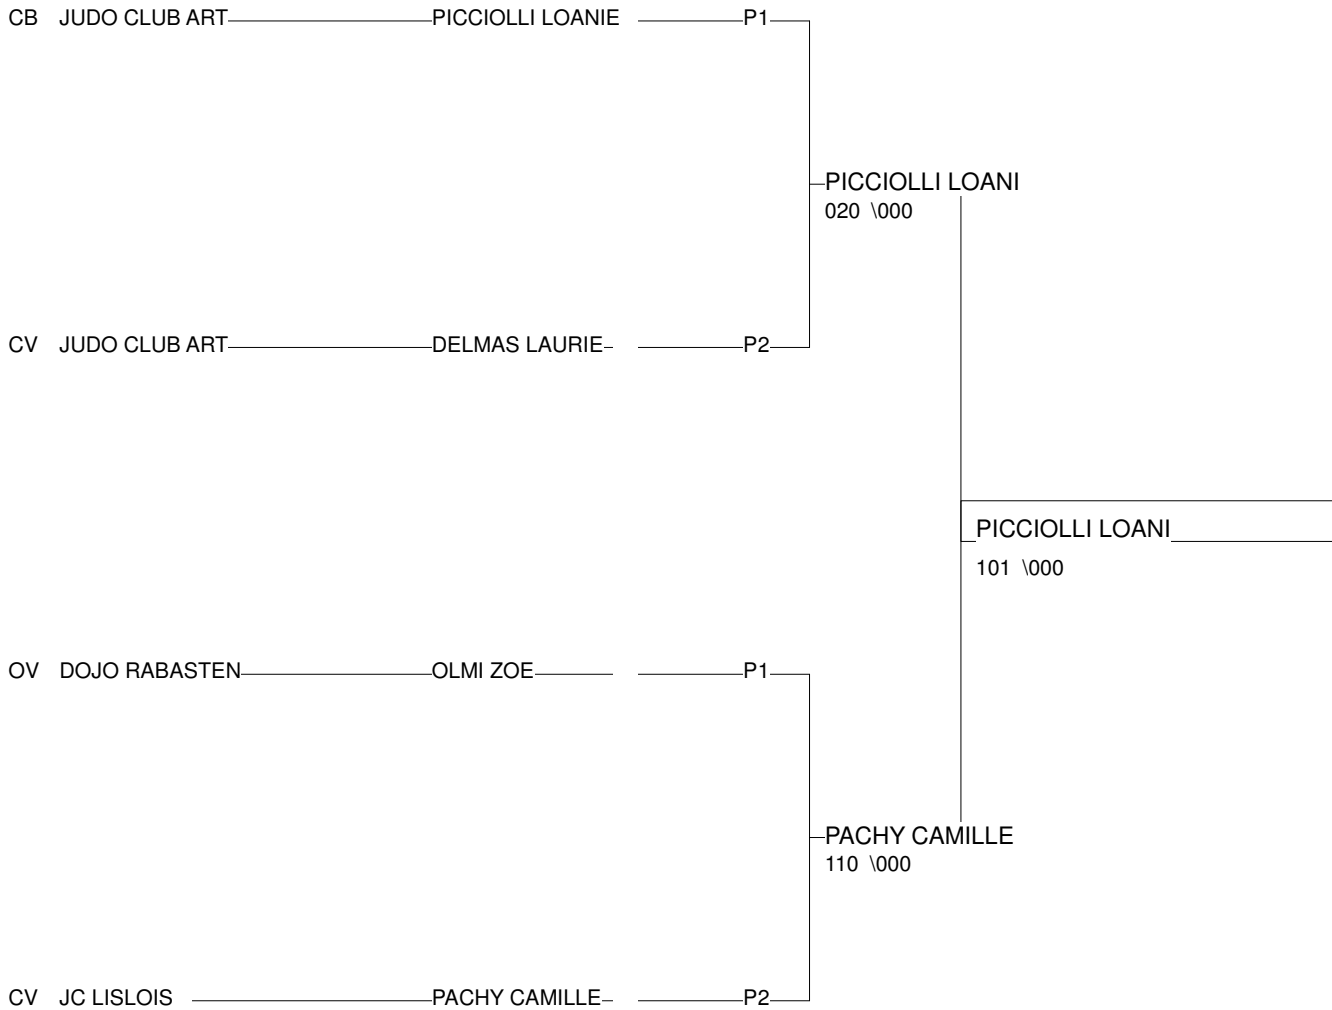 CB JUDO CLUB ART PICCIOLLI LOANIE P1
PICCIOLLI LOANI
020 \000
CV JUDO CLUB ART DELMAS LAURIE P2
PICCIOLLI LOANI
101 \000
OV DOJO RABASTEN OLMI ZOE P1
PACHY CAMILLE
110 \000
CV JC LISLOIS PACHY CAMILLE P2